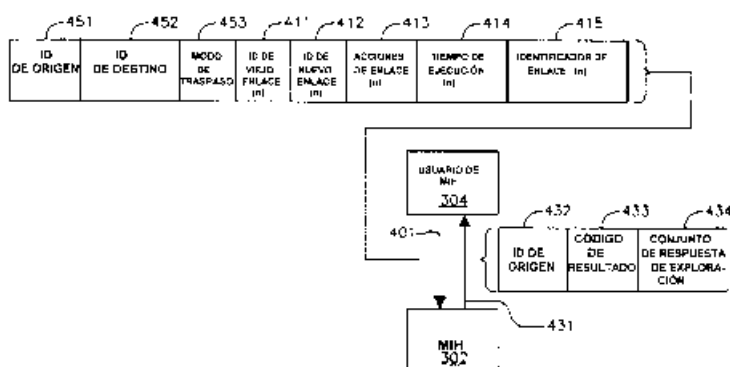 451 452 453 411 412 413 414 415
ID DE ORIGEN
ID DE DESTINO
MODO DE TRASPASO
ID DE VIEJO ENLACE [n]
ID DE NUEVO ENLACE [n]
ACCIONES DE ENLACE [n]
TIEMPO DE EJECUCIÓN [n]
IDENTIFICADOR DE ENLACE [n]
USUARIO DE MIH
304
401
432 433 434
ID DE ORIGEN
CÓDIGO DE RESULTADO
CONJUNTO DE RESPUESTA DE EXPLORA-CIÓN
431
MIH
302